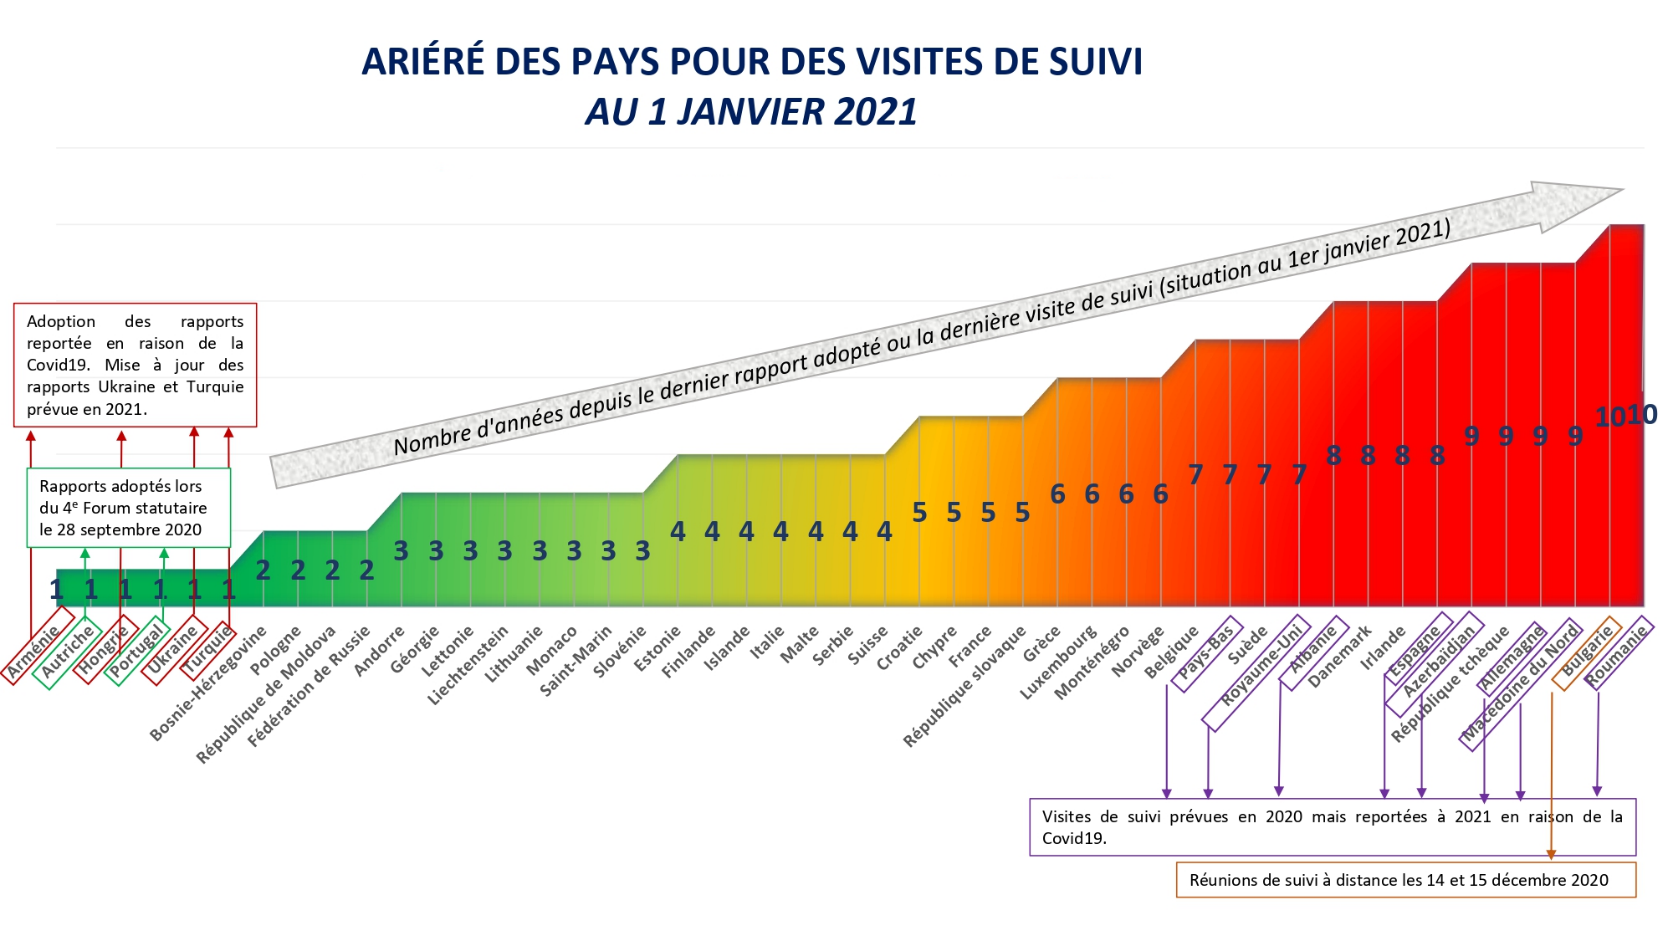 ARIÉRÉ DES PAYS POUR DES VISITES DE SUIVI
AU 1 JANVIER 2021
Nombre d'années depuis le dernier rapport adopté ou la dernière visite de suivi (situation au 1er janvier 2021)
Adoption des rapports
reportée en raison de la
Covid19. Mise à jour des
rapports Ukraine et Turquie
prévue en 2021.
Rapports adoptés lors
du 4e Forum statutaire
le 28 septembre 2020
1 1 1 1 1 1 2 2 2 2 3 3 3 3 3 3 3 3 4 4 4 4 4 4 4 5 5 5 5 6 6 6 6 7 7 7 7 8 8 8 8 9 9 9 9 10 10
Arménie
Autriche
Hongrie
Portugal
Ukraine
Turquie
Bosnie-Hérzegovine
Pologne
République de Moldova
Fédération de Russie
Andorre
Géorgie
Lettonie
Liechtenstein
Lithuanie
Monaco
Saint-Marin
Slovénie
Estonie
Finlande
Islande
Italie
Malte
Serbie
Suisse
Croatie
Chypre
France
République slovaque
Grèce
Luxembourg
Monténégro
Norvège
Belgique
Pays-Bas
Suède
Royaume-Uni
Albanie
Danemark
Irlande
Espagne
Azerbaïdjan
République tchèque
Allemagne
Macédoine du Nord
Bulgarie
Roumanie
Visites de suivi prévues en 2020 mais reportées à 2021 en raison de la
Covid19.
Réunions de suivi à distance les 14 et 15 décembre 2020